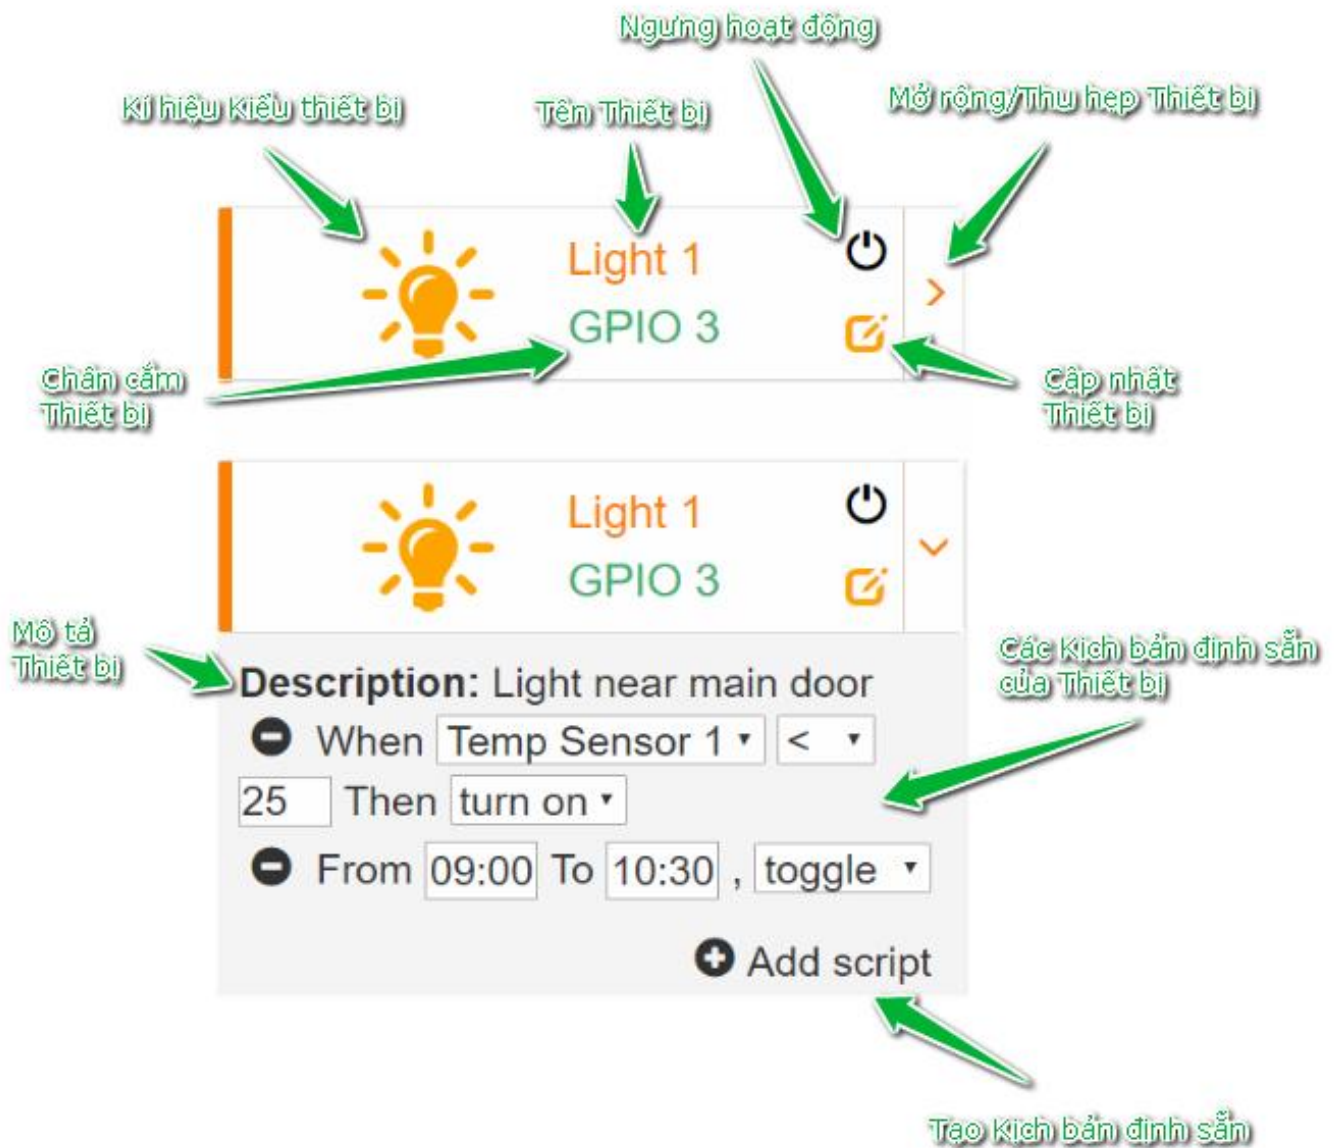 Ngưng hoạt động
Kí hiệu Kiểu thiết bị
Tên Thiết bị
Mở rộng/Thu hẹp Thiết bị
Light 1
GPIO 3
Chân cắm
Thiết bị
Cập nhật
Thiết bị
Light 1
GPIO 3
Mô tả
Thiết bị
Các Kịch bản định sẵn
của Thiết bị
Description: Light near main door
When Temp Sensor 1 <
25 Then turn on
From 09:00 To 10:30 , toggle
Add script
Tạo Kịch bản định sẵn